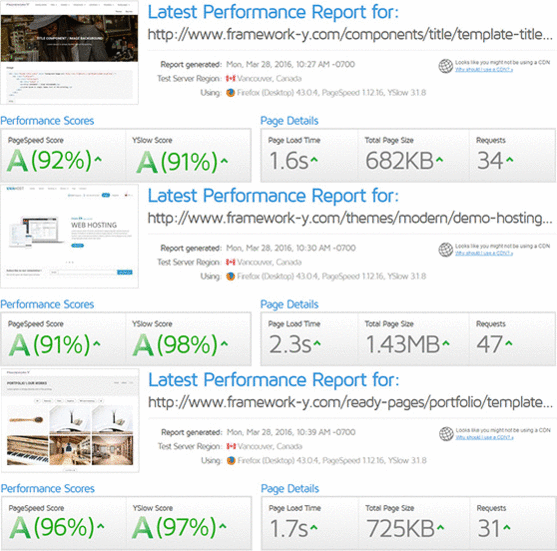 TITLE COMPONENT / IMAGE BACKGROUND
Latest Performance Report for:
http://www.framework-y.com/components/title/template-title...
Report generated: Mon, Mar 28, 2016, 10:27 AM -0700
Test Server Region: Vancouver, Canada
Using: Firefox (Desktop) 43.0.4, PageSpeed 1.12.16, YSlow 3.1.8
Looks like you might not be using a CDN
Why should I use a CDN?
Performance Scores
Page Details
PageSpeed Score
YSlow Score
Page Load Time
Total Page Size
Requests
A(92%)
A(91%)
1.6s
682KB
34
WEB HOSTING
Latest Performance Report for:
http://www.framework-y.com/themes/modern/demo-hosting...
Report generated: Mon, Mar 28, 2016, 10:30 AM -0700
Test Server Region: Vancouver, Canada
Using: Firefox (Desktop) 43.0.4, PageSpeed 1.12.16, YSlow 3.1.8
Looks like you might not be using a CDN
Why should I use a CDN?
Performance Scores
Page Details
PageSpeed Score
YSlow Score
Page Load Time
Total Page Size
Requests
A(91%)
A(98%)
2.3s
1.43MB
47
PORTFOLIO / OUR WORKS
Latest Performance Report for:
http://www.framework-y.com/ready-pages/portfolio/template...
Report generated: Mon, Mar 28, 2016, 10:39 AM -0700
Test Server Region: Vancouver, Canada
Using: Firefox (Desktop) 43.0.4, PageSpeed 1.12.16, YSlow 3.1.8
Looks like you might not be using a CDN
Why should I use a CDN?
Performance Scores
Page Details
PageSpeed Score
YSlow Score
Page Load Time
Total Page Size
Requests
A(96%)
A(97%)
1.7s
725KB
31